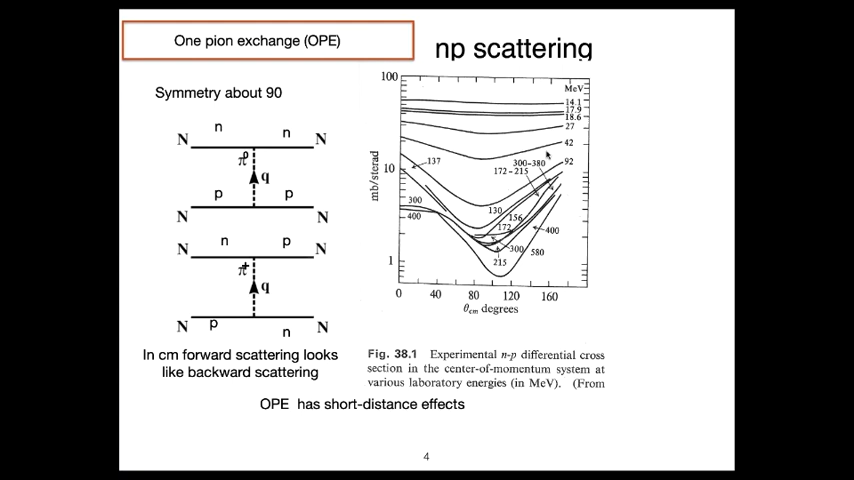 One pion exchange (OPE)
np scattering
Symmetry about 90
n
n
N
N
π0
q
p
p
N
N
n
p
N
N
π+
q
N
p
n
N
In cm forward scattering looks
like backward scattering
OPE has short-distance effects
100
10
1
mb/sterad
0
40
80
120
160
θcm degrees
MeV
14.1
17.9
18.6
27
42
92
300-380
172-215
137
130
156
172
300
400
300
215
580
400
Fig. 38.1 Experimental n-p differential cross
section in the center-of-momentum system at
various laboratory energies (in MeV). (From
4